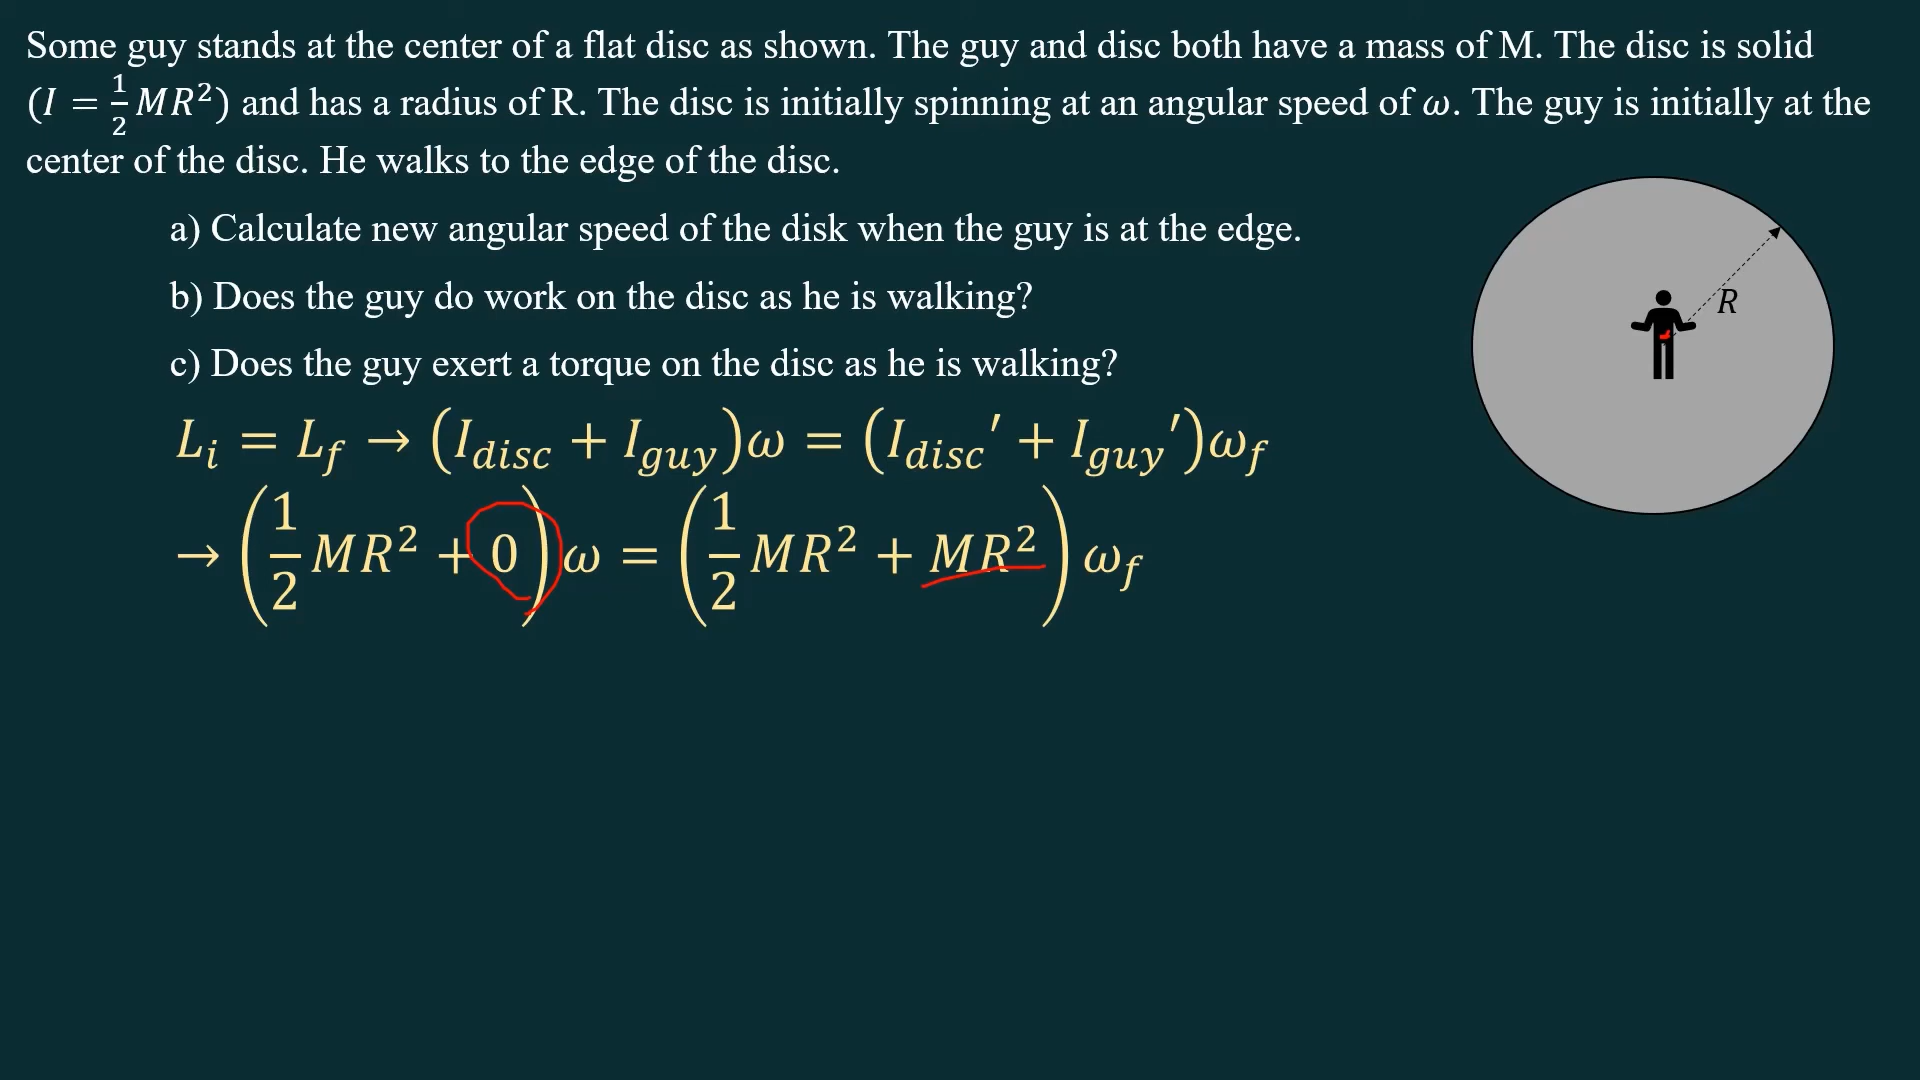 Some guy stands at the center of a flat disc as shown. The guy and disc both have a mass of M. The disc is solid
(I = 1/2 MR²) and has a radius of R. The disc is initially spinning at an angular speed of ω. The guy is initially at the
center of the disc. He walks to the edge of the disc.
a) Calculate new angular speed of the disk when the guy is at the edge.
b) Does the guy do work on the disc as he is walking?
R
c) Does the guy exert a torque on the disc as he is walking?
L_i = L_f → (I_disc + I_guy)ω = (I_disc′ + I_guy′)ω_f
→ (1/2 MR² + 0)ω = (1/2 MR² + MR²)ω_f